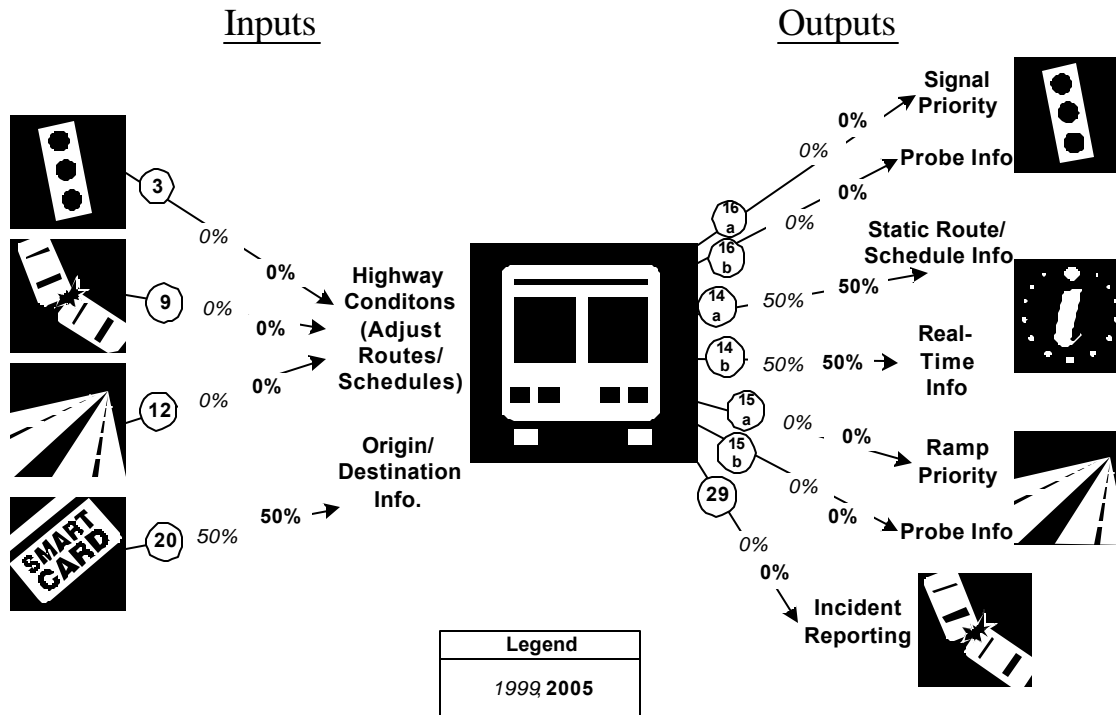 Inputs
Outputs
3
0%
0%
9
0%
0%
12
0%
0%
Highway
Conditons
(Adjust
Routes/
Schedules)
SMART
CARD
20
50%
50%
Origin/
Destination
Info.
16
a
0%
0%
Signal
Priority
16
b
0%
0%
Probe Info
14
a
50%
50%
Static Route/
Schedule Info
14
b
50%
50%
Real-
Time
Info
15
a
0%
0%
Ramp
Priority
15
b
0%
0%
Probe Info
29
0%
0%
Incident
Reporting
Legend
1999, 2005